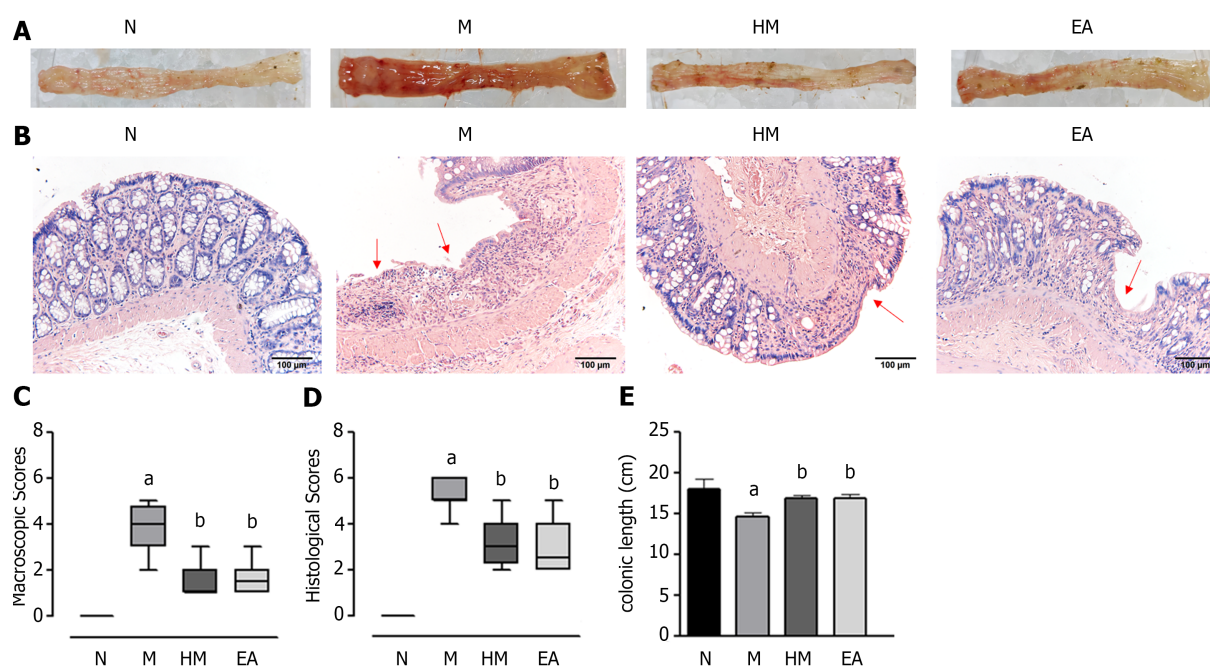 A N M HM EA
B N M HM EA
100 µm 100 µm 100 µm 100 µm
C D E
Macroscopic Scores
8
6
4
2
0
a
b
b
N M HM EA
Histological Scores
8
6
4
2
0
a
b
b
N M HM EA
colonic length (cm)
25
20
15
10
5
0
a
b
b
N M HM EA